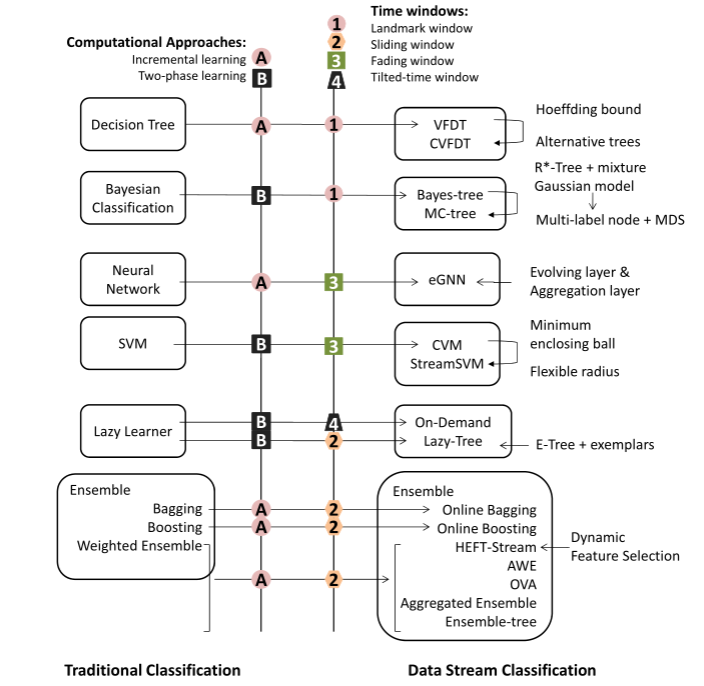 Time windows:
1 Landmark window
Computational Approaches:
2 Sliding window
Incremental learning A
3 Fading window
Two-phase learning B
4 Tilted-time window
Decision Tree
A
1
VFDT
CVFDT
Hoeffding bound
Alternative trees
Bayesian
Classification
B
1
Bayes-tree
MC-tree
R*-Tree + mixture
Gaussian model
Multi-label node + MDS
Neural
Network
A
3
eGNN
Evolving layer &
Aggregation layer
SVM
B
3
CVM
StreamSVM
Minimum
enclosing ball
Flexible radius
Lazy Learner
B
B
4
2
On-Demand
Lazy-Tree
E-Tree + exemplars
Ensemble
Bagging
Boosting
Weighted Ensemble
A
A
A
2
2
2
Ensemble
Online Bagging
Online Boosting
HEFT-Stream
AWE
OVA
Aggregated Ensemble
Ensemble-tree
Dynamic
Feature Selection
Traditional Classification
Data Stream Classification